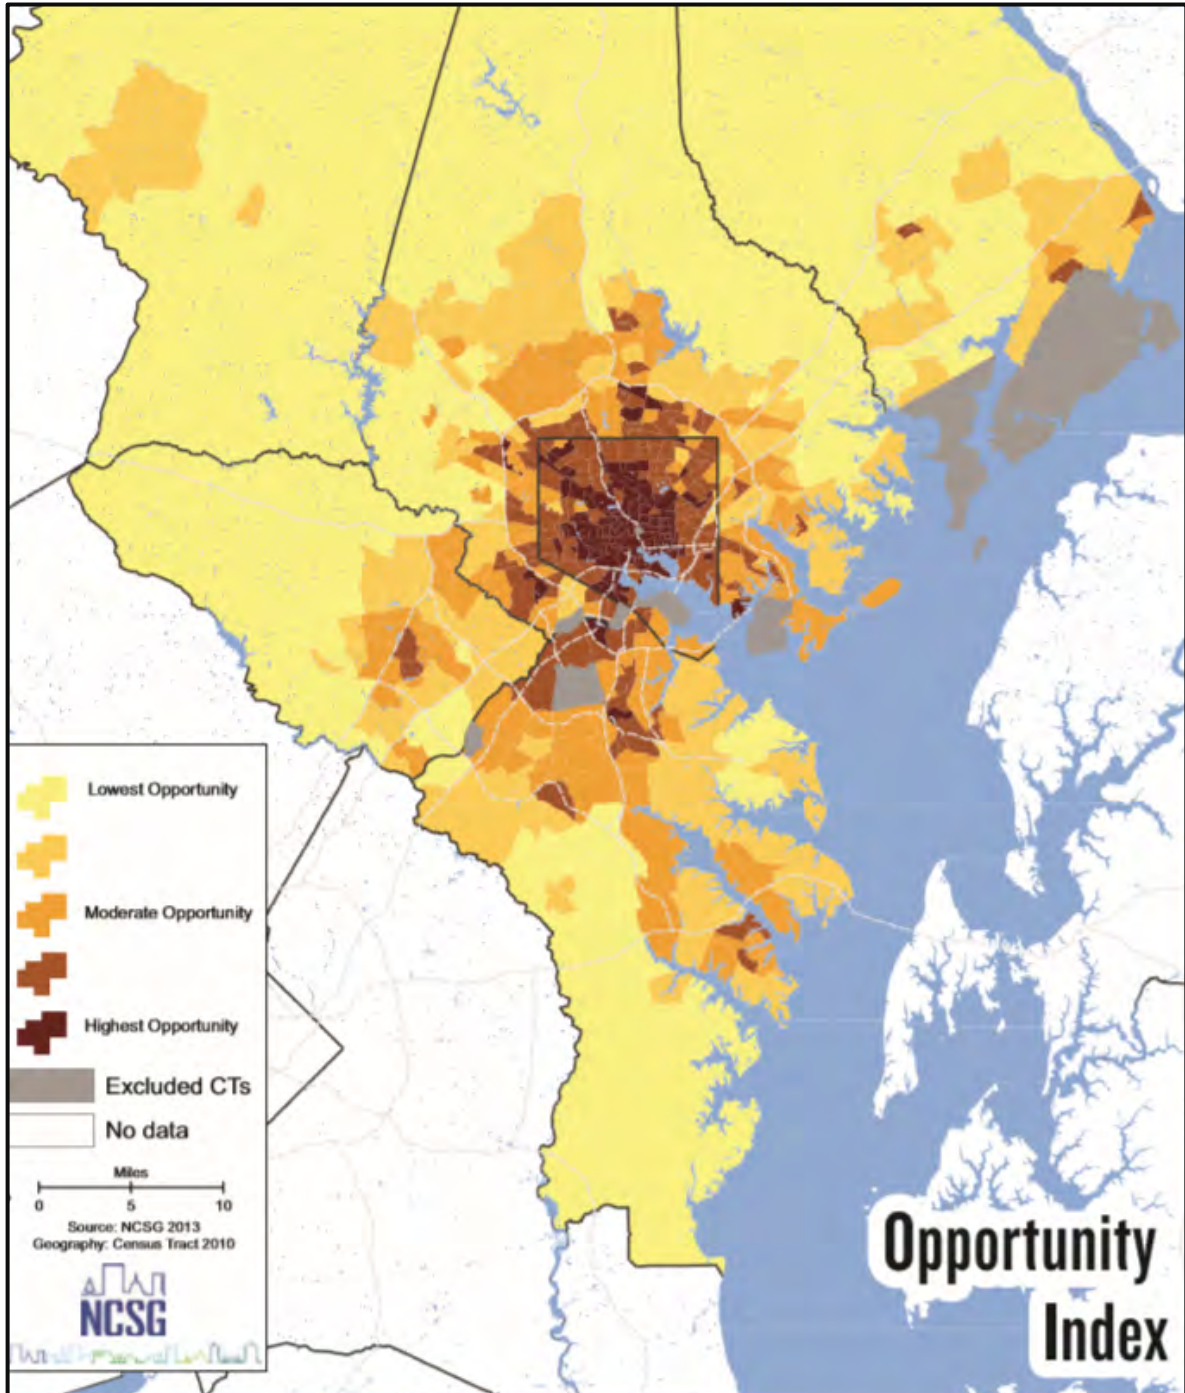 Lowest Opportunity
Moderate Opportunity
Highest Opportunity
Excluded CTs
No data
Miles
0 5 10
Source: NCSG 2013
Geography: Census Tract 2010
NCSG
Opportunity
Index